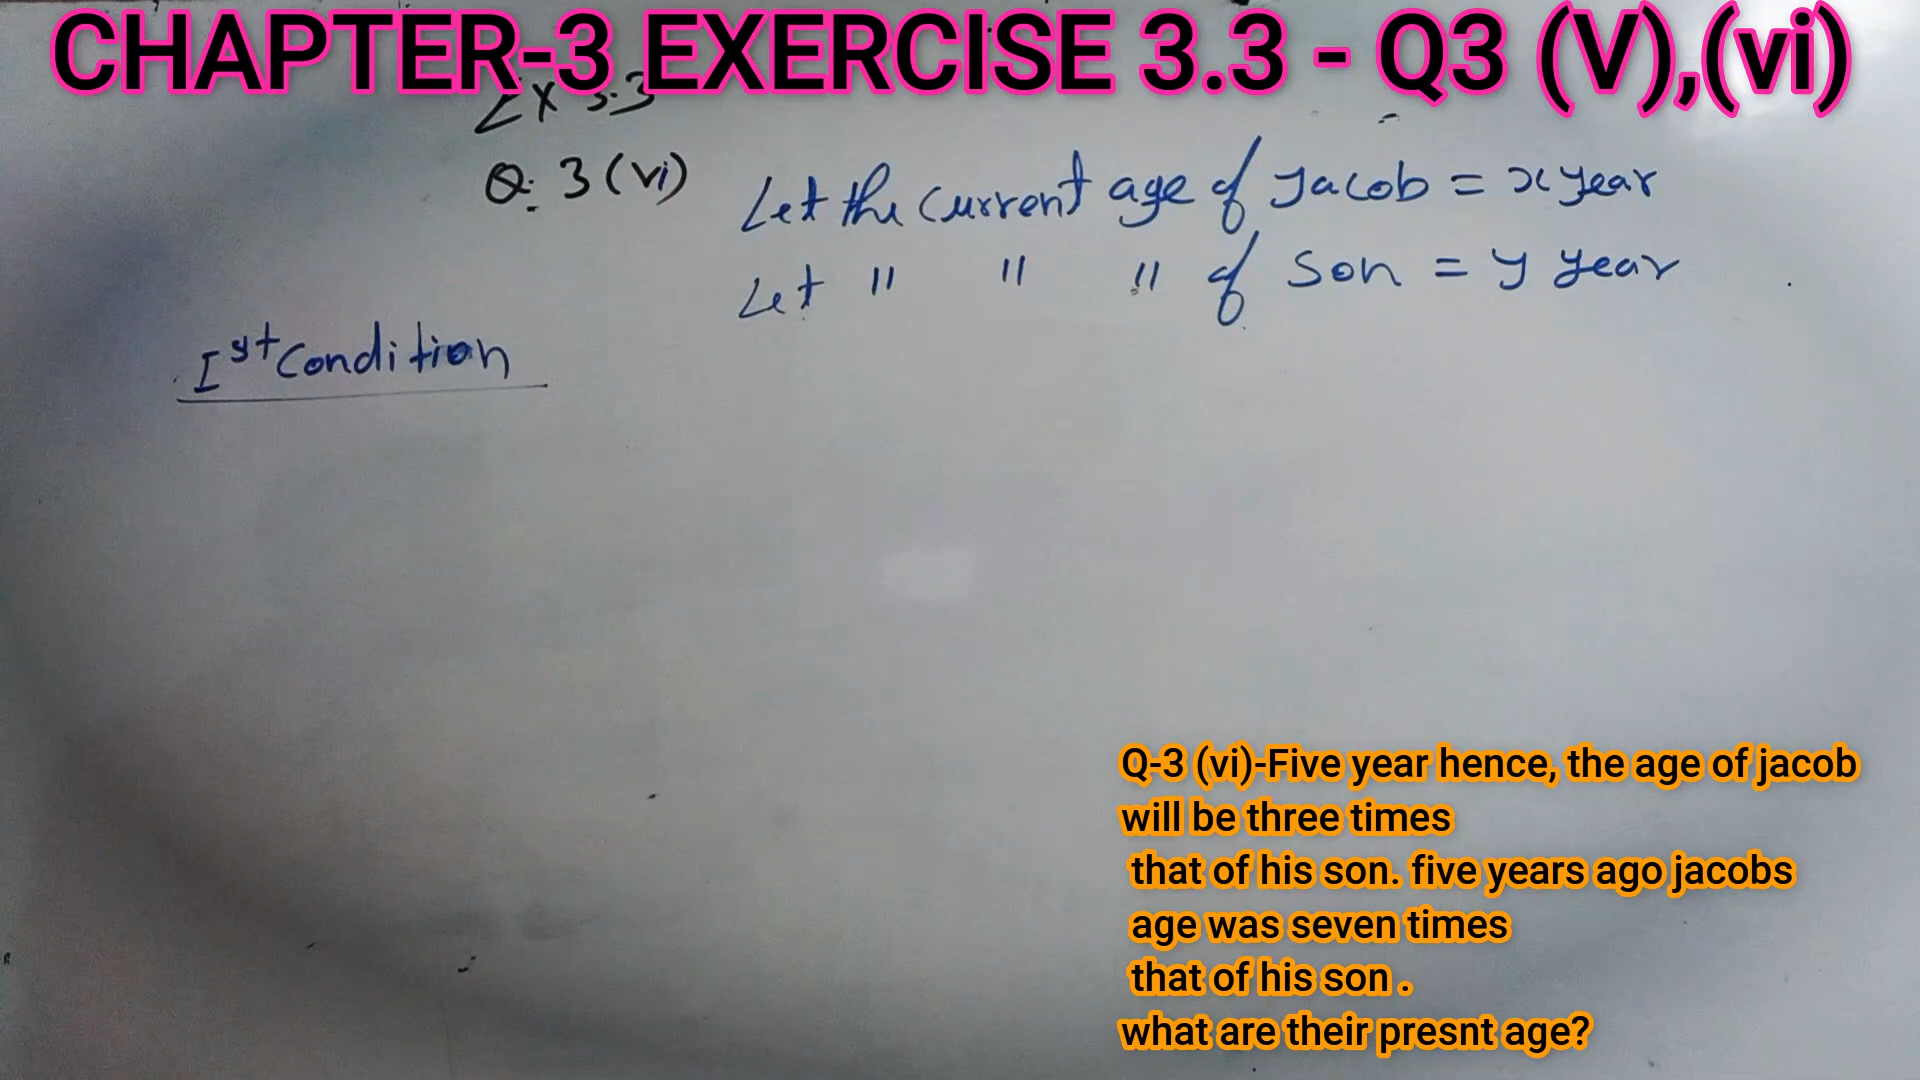 CHAPTER-3 EXERCISE 3.3 - Q3 (V),(vi)
Ex 3.3
Q. 3 (vi)
Let the current age of Jacob = x year
Let " " " of son = y year
Ist condition
Q-3 (vi)-Five year hence, the age of jacob
will be three times
that of his son. five years ago jacobs
age was seven times
that of his son .
what are their presnt age?